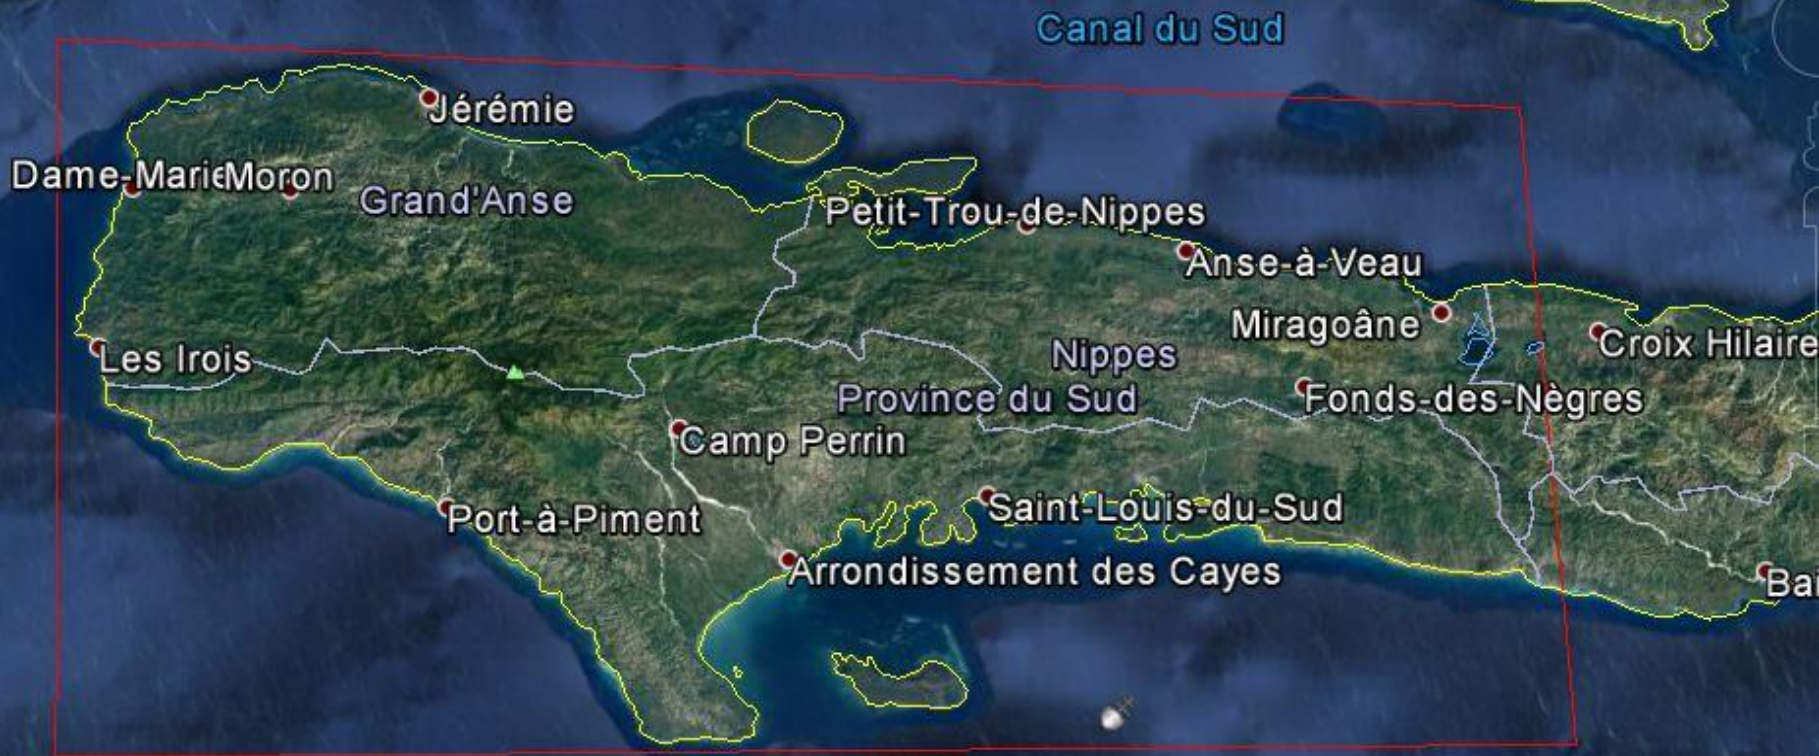 Canal du Sud
Jérémie
Dame-Marie
Moron
Grand'Anse
Petit-Trou-de-Nippes
Anse-à-Veau
Miragoâne
Croix Hilaire
Les Irois
Nippes
Province du Sud
Fonds-des-Nègres
Camp Perrin
Port-à-Piment
Saint-Louis-du-Sud
Arrondissement des Cayes
Bai